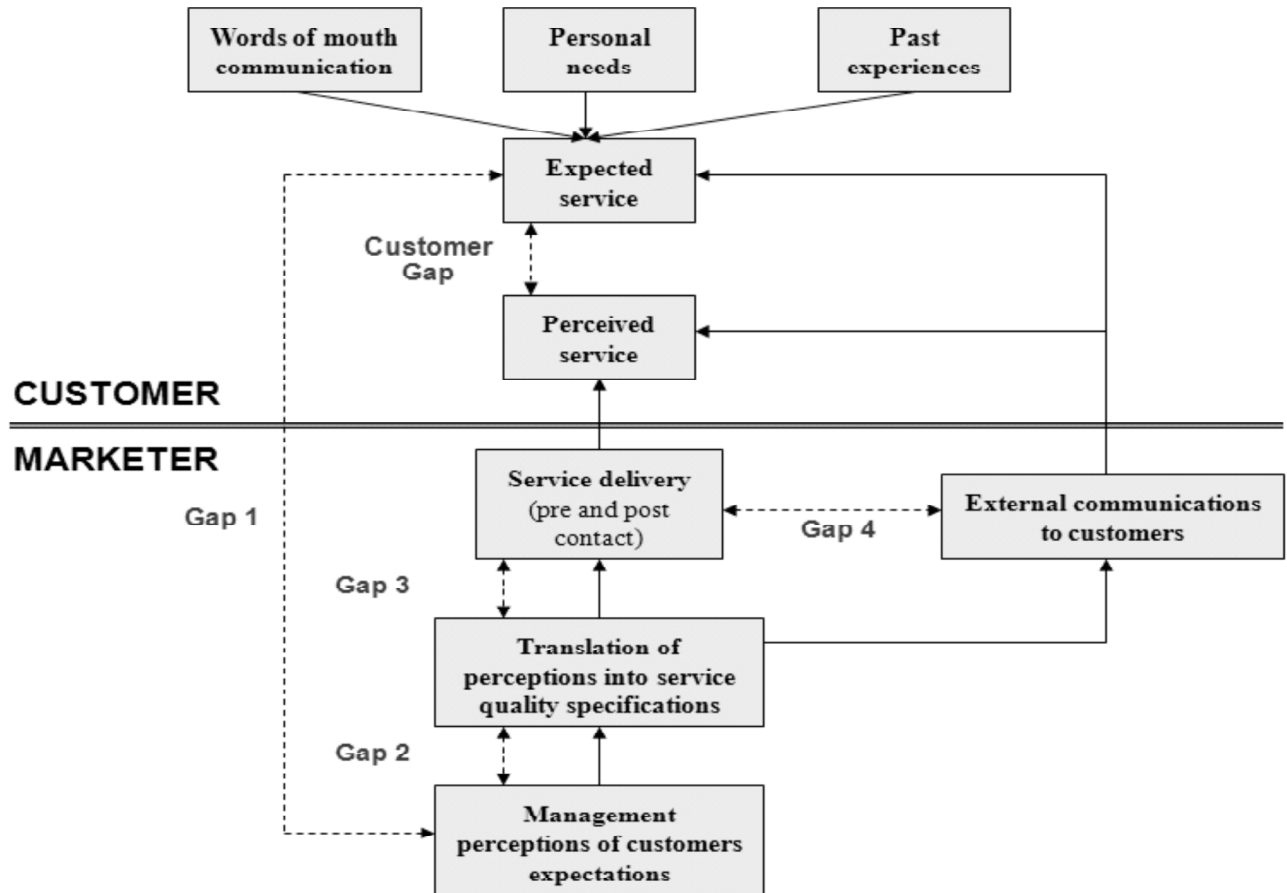 Words of mouth
communication
Personal
needs
Past
experiences
Expected
service
Customer
Gap
Perceived
service
CUSTOMER
MARKETER
Gap 1
Service delivery
(pre and post
contact)
Gap 4
External communications
to customers
Gap 3
Translation of
perceptions into service
quality specifications
Gap 2
Management
perceptions of customers
expectations